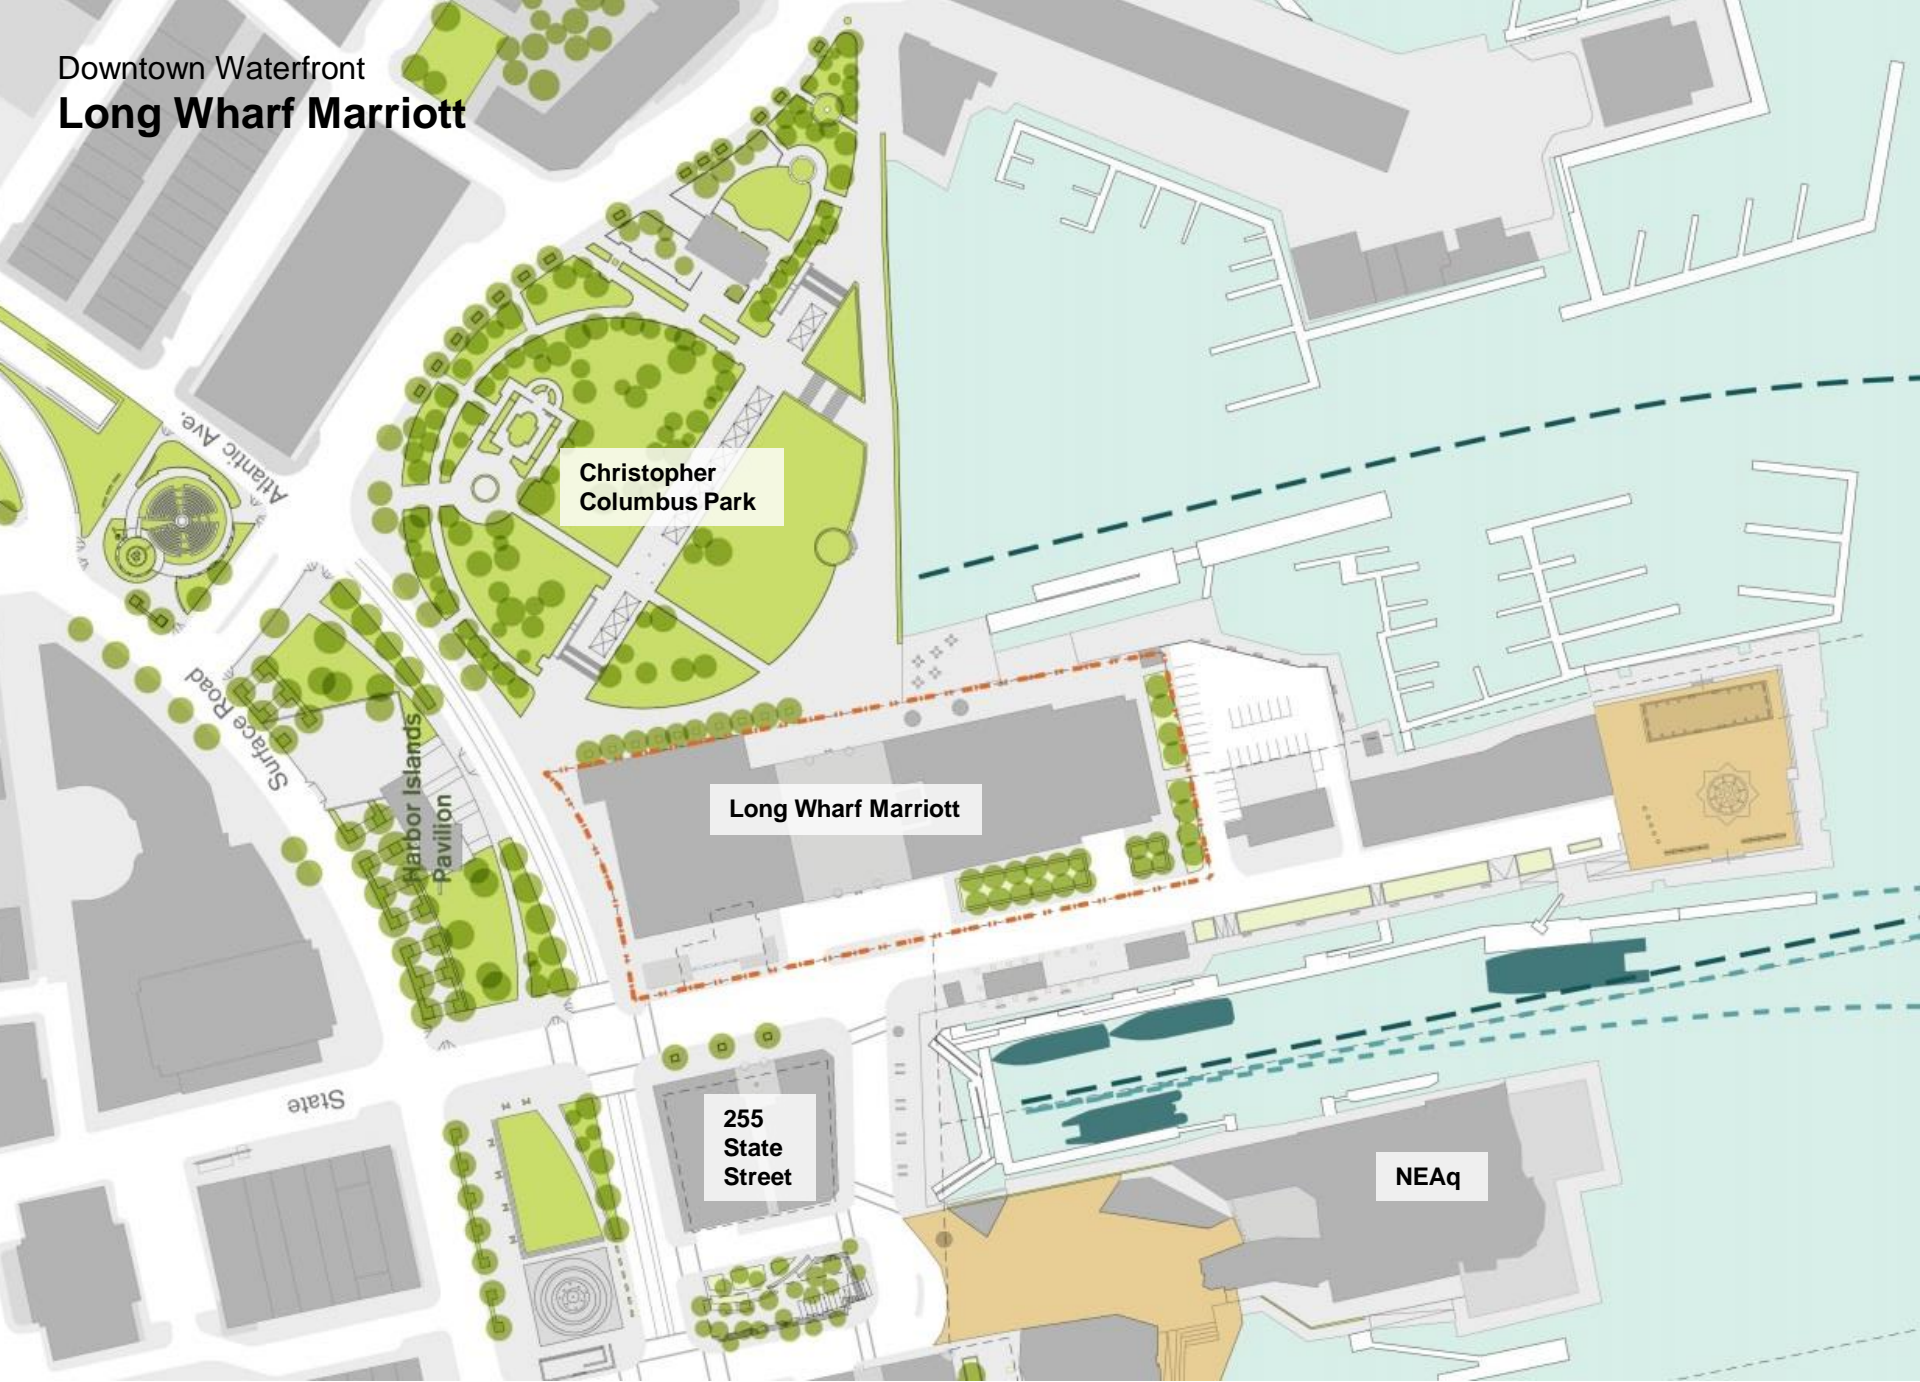 Downtown Waterfront
Long Wharf Marriott
Atlantic Ave.
Christopher
Columbus Park
Surface Road
Harbor Islands
Pavilion
Long Wharf Marriott
State
255
State
Street
NEAq